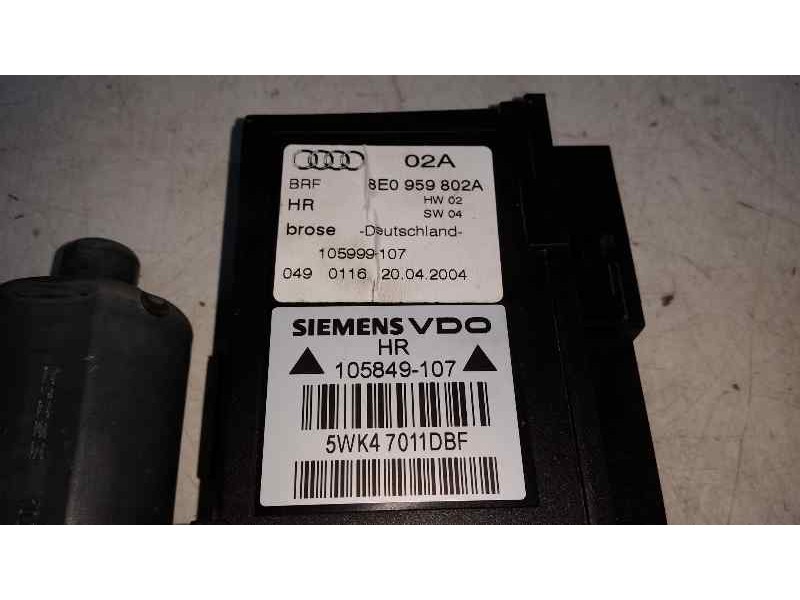 02A
BRF 8E0 959 802A
HR HW 02
SW 04
brose -Deutschland-
105999-107
049 0116 20.04.2004
SIEMENS VDO
HR
105849-107
5WK4 7011DBF